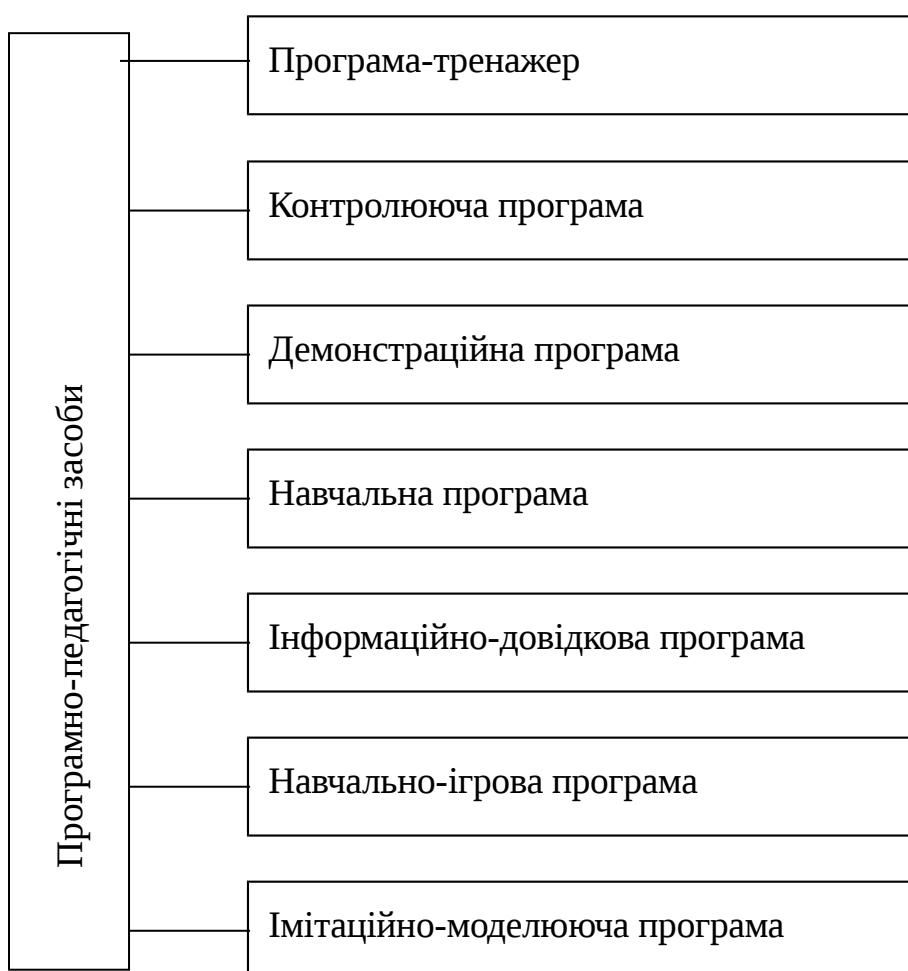 Програмно-педагогічні засоби
Програма-тренажер
Контролююча програма
Демонстраційна програма
Навчальна програма
Інформаційно-довідкова програма
Навчально-ігрова програма
Імітаційно-моделююча програма